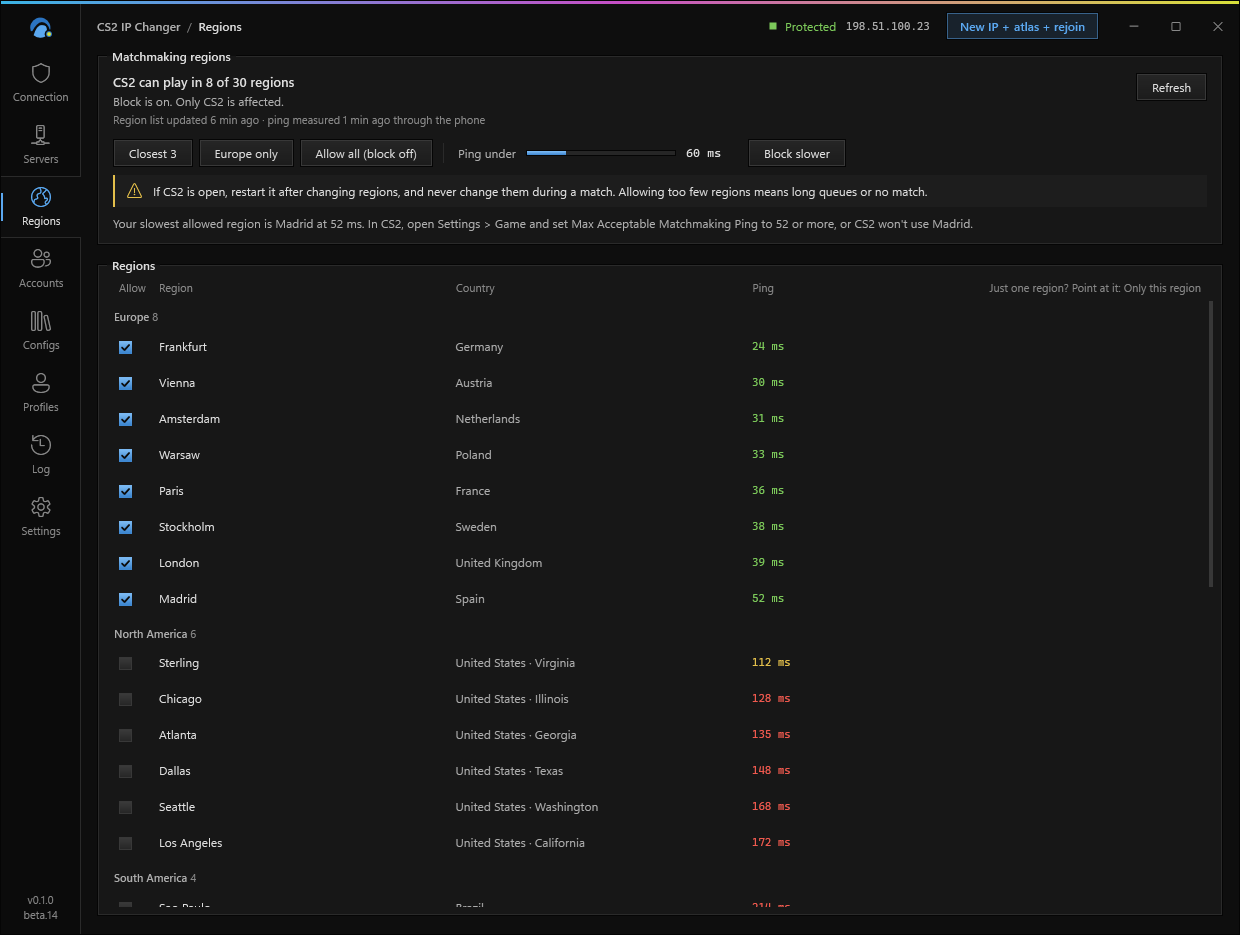 CS2 IP Changer / Regions
Protected 198.51.100.23 New IP + atlas + rejoin
Connection
Servers
Regions
Accounts
Configs
Profiles
Log
Settings
v0.1.0
beta.14
Matchmaking regions
CS2 can play in 8 of 30 regions
Block is on. Only CS2 is affected.
Region list updated 6 min ago · ping measured 1 min ago through the phone
Refresh
Closest 3 Europe only Allow all (block off) Ping under 60 ms Block slower
If CS2 is open, restart it after changing regions, and never change them during a match. Allowing too few regions means long queues or no match.
Your slowest allowed region is Madrid at 52 ms. In CS2, open Settings > Game and set Max Acceptable Matchmaking Ping to 52 or more, or CS2 won't use Madrid.
Regions
Allow Region Country Ping Just one region? Point at it: Only this region
Europe 8
Frankfurt Germany 24 ms
Vienna Austria 30 ms
Amsterdam Netherlands 31 ms
Warsaw Poland 33 ms
Paris France 36 ms
Stockholm Sweden 38 ms
London United Kingdom 39 ms
Madrid Spain 52 ms
North America 6
Sterling United States · Virginia 112 ms
Chicago United States · Illinois 128 ms
Atlanta United States · Georgia 135 ms
Dallas United States · Texas 148 ms
Seattle United States · Washington 168 ms
Los Angeles United States · California 172 ms
South America 4